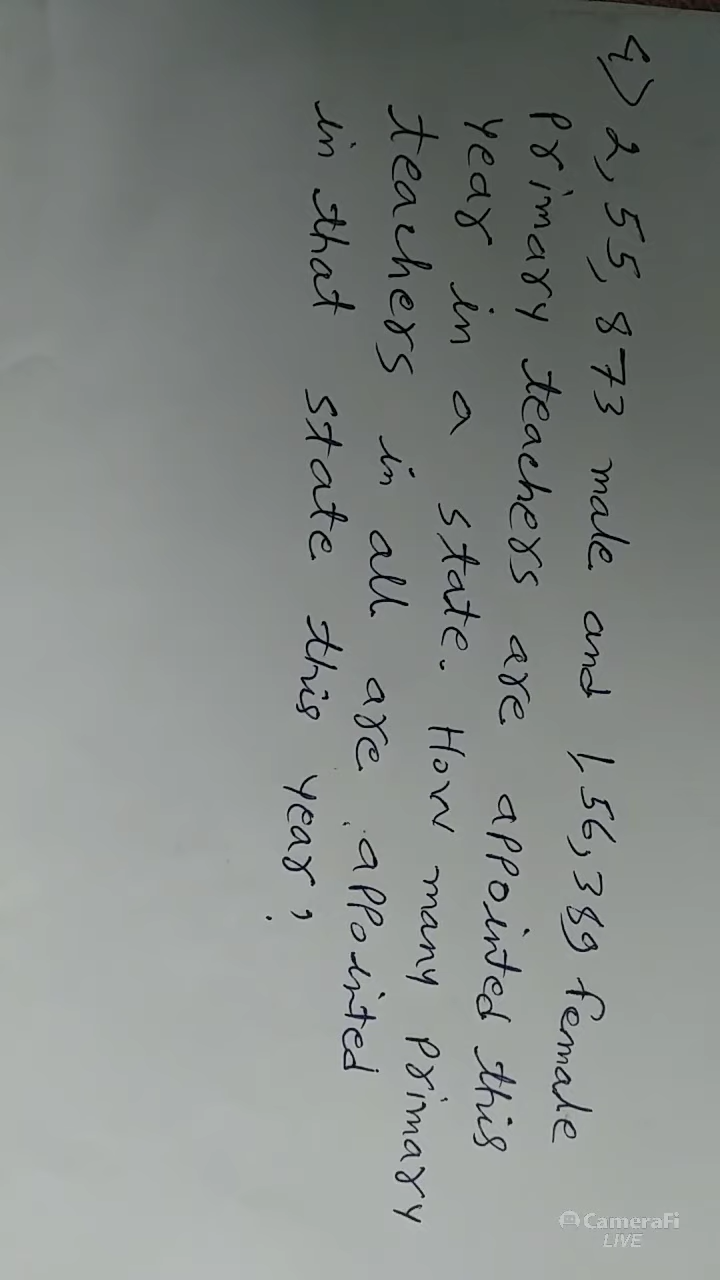 4) 2,55,873 male and 1,56,389 female
primary teachers are appointed this
year in a state. How many primary
teachers in all are appointed
in that state this year?
CameraFi
LIVE